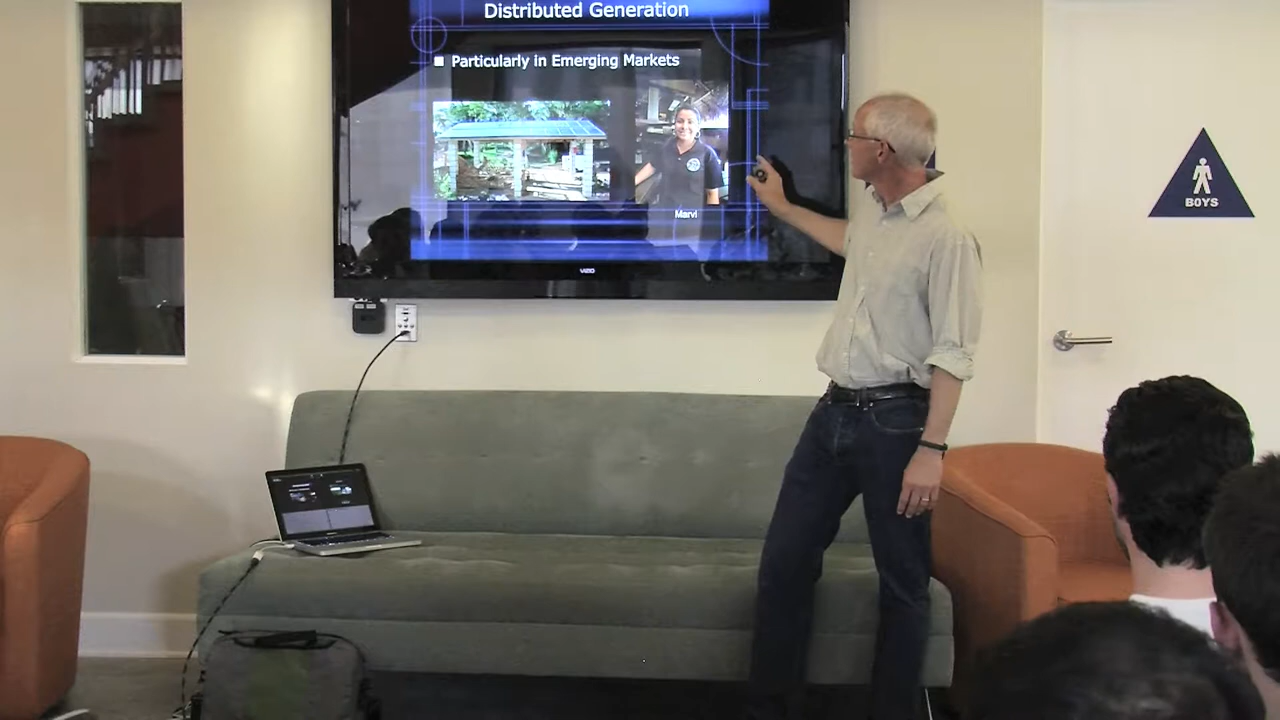 Distributed Generation
■ Particularly in Emerging Markets
Marvi
VIZIO
BOYS